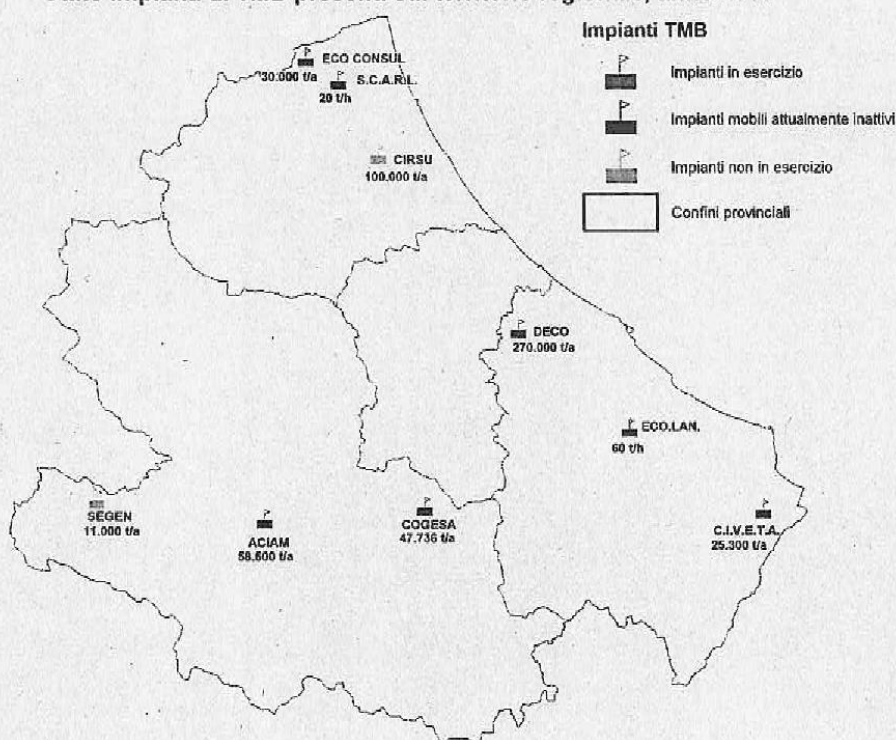 Impianti TMB
Impianti in esercizio
Impianti mobili attualmente inattivi
Impianti non in esercizio
Confini provinciali
ECO CONSUL
30.000 t/a
S.C.A.R.L.
20 t/h
CIRSU
100.000 t/a
DECO
270.000 t/a
ECO.LAN.
60 t/h
SEGEN
11.000 t/a
ACIAM
58.600 t/a
COGESA
47.736 t/a
C.I.V.E.T.A.
25.300 t/a